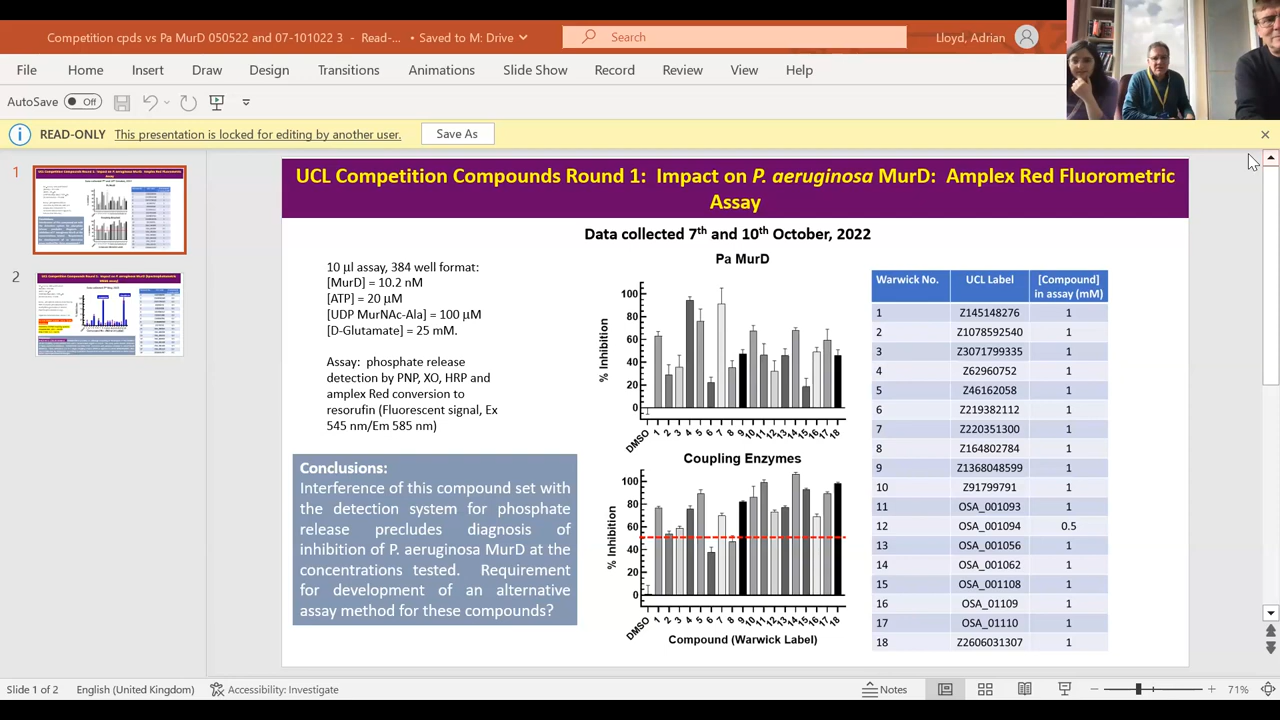 Competition cpds vs Pa MurD 050522 and 07-101022 3 - Read-... • Saved to M: Drive
Search
Lloyd, Adrian
File Home Insert Draw Design Transitions Animations Slide Show Record Review View Help
AutoSave Off
READ-ONLY This presentation is locked for editing by another user. Save As
1
2
UCL Competition Compounds Round 1: Impact on P. aeruginosa MurD: Amplex Red Fluorometric
Assay
Data collected 7th and 10th October, 2022
10 µl assay, 384 well format:
[MurD] = 10.2 nM
[ATP] = 20 µM
[UDP MurNAc-Ala] = 100 µM
[D-Glutamate] = 25 mM.
Assay: phosphate release
detection by PNP, XO, HRP and
amplex Red conversion to
resorufin (Fluorescent signal, Ex
545 nm/Em 585 nm)
Conclusions:
Interference of this compound set with
the detection system for phosphate
release precludes diagnosis of
inhibition of P. aeruginosa MurD at the
concentrations tested. Requirement
for development of an alternative
assay method for these compounds?
Pa MurD
% Inhibition
100
80
60
40
20
0
DMSO 1 2 3 4 5 6 7 8 9 10 11 12 13 14 15 16 17 18
Coupling Enzymes
% Inhibition
100
80
60
40
20
0
DMSO 1 2 3 4 5 6 7 8 9 10 11 12 13 14 15 16 17 18
Compound (Warwick Label)
Warwick No. UCL Label [Compound]
in assay (mM)
1 Z145148276 1
2 Z1078592540 1
3 Z3071799335 1
4 Z62960752 1
5 Z46162058 1
6 Z219382112 1
7 Z220351300 1
8 Z164802784 1
9 Z1368048599 1
10 Z91799791 1
11 OSA_001093 1
12 OSA_001094 0.5
13 OSA_001056 1
14 OSA_001062 1
15 OSA_001108 1
16 OSA_01109 1
17 OSA_01110 1
18 Z2606031307 1
Slide 1 of 2 English (United Kingdom) Accessibility: Investigate Notes 71%